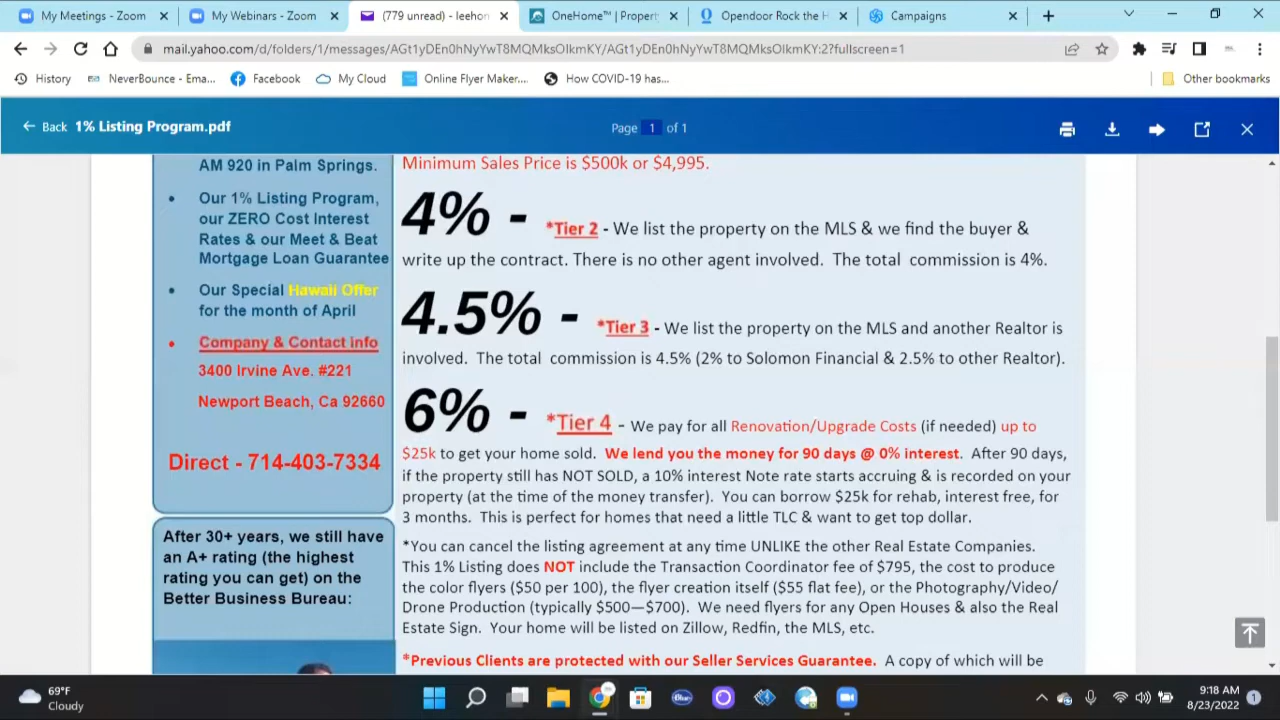 My Meetings - Zoom
My Webinars - Zoom
(779 unread) - leehon
OneHome™ | Propert
Opendoor Rock the H
Campaigns
mail.yahoo.com/d/folders/1/messages/AGt1yDEn0hNyYwT8MQMksOIkmKY/AGt1yDEn0hNyYwT8MQMksOIkmKY:2?fullscreen=1
History
NeverBounce - Ema...
Facebook
My Cloud
Online Flyer Maker....
How COVID-19 has...
Other bookmarks
Back 1% Listing Program.pdf
Page 1 of 1
AM 920 in Palm Springs.
• Our 1% Listing Program,
our ZERO Cost Interest
Rates & our Meet & Beat
Mortgage Loan Guarantee
• Our Special Hawaii Offer
for the month of April
• Company & Contact info
3400 Irvine Ave. #221
Newport Beach, Ca 92660
Direct - 714-403-7334
After 30+ years, we still have
an A+ rating (the highest
rating you can get) on the
Better Business Bureau:
Minimum Sales Price is $500k or $4,995.
4% - *Tier 2 - We list the property on the MLS & we find the buyer &
write up the contract. There is no other agent involved. The total commission is 4%.
4.5% - *Tier 3 - We list the property on the MLS and another Realtor is
involved. The total commission is 4.5% (2% to Solomon Financial & 2.5% to other Realtor).
6% - *Tier 4 - We pay for all Renovation/Upgrade Costs (if needed) up to
$25k to get your home sold. We lend you the money for 90 days @ 0% interest. After 90 days,
if the property still has NOT SOLD, a 10% interest Note rate starts accruing & is recorded on your
property (at the time of the money transfer). You can borrow $25k for rehab, interest free, for
3 months. This is perfect for homes that need a little TLC & want to get top dollar.
*You can cancel the listing agreement at any time UNLIKE the other Real Estate Companies.
This 1% Listing does NOT include the Transaction Coordinator fee of $795, the cost to produce
the color flyers ($50 per 100), the flyer creation itself ($55 flat fee), or the Photography/Video/
Drone Production (typically $500—$700). We need flyers for any Open Houses & also the Real
Estate Sign. Your home will be listed on Zillow, Redfin, the MLS, etc.
*Previous Clients are protected with our Seller Services Guarantee. A copy of which will be
69°F
Cloudy
9:18 AM
8/23/2022
1